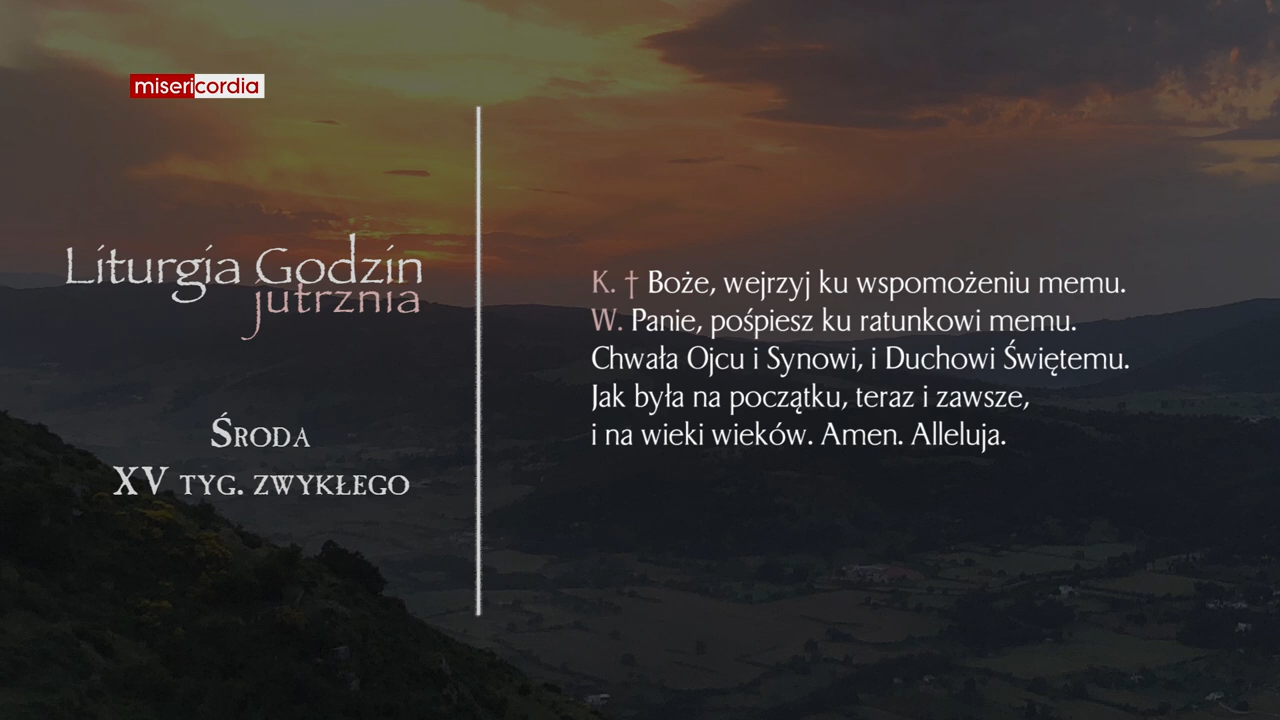 misericordia
Liturgia Godzin
jutrznia
Środa
XV tyg. zwykłego
K. † Boże, wejrzyj ku wspomożeniu memu.
W. Panie, pośpiesz ku ratunkowi memu.
Chwała Ojcu i Synowi, i Duchowi Świętemu.
Jak była na początku, teraz i zawsze,
i na wieki wieków. Amen. Alleluja.